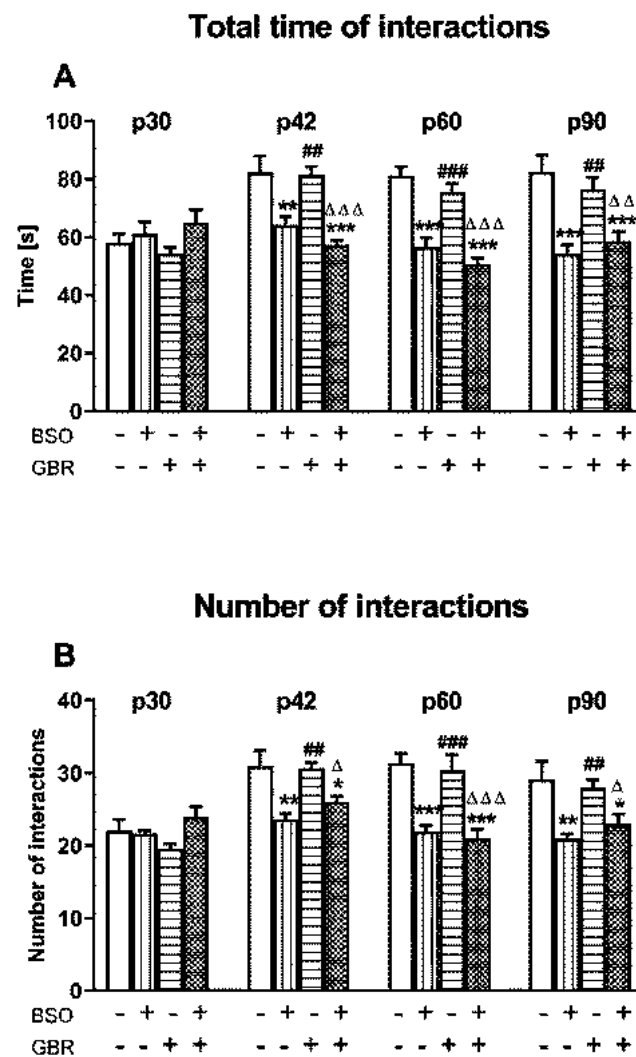 Total time of interactions
A
p30 p42 p60 p90
100
80
60
40
20
0
Time [s]
## ### ##
** *** ***
ΔΔΔ ΔΔΔ ΔΔ
*** *** ***
BSO - + - + - + - + - + - + - + - +
GBR - - + + - - + + - - + + - - + +
Number of interactions
B
p30 p42 p60 p90
40
30
20
10
0
Number of interactions
## ### ##
** *** **
Δ ΔΔΔ Δ
* *** *
BSO - + - + - + - + - + - + - + - +
GBR - - + + - - + + - - + + - - + +